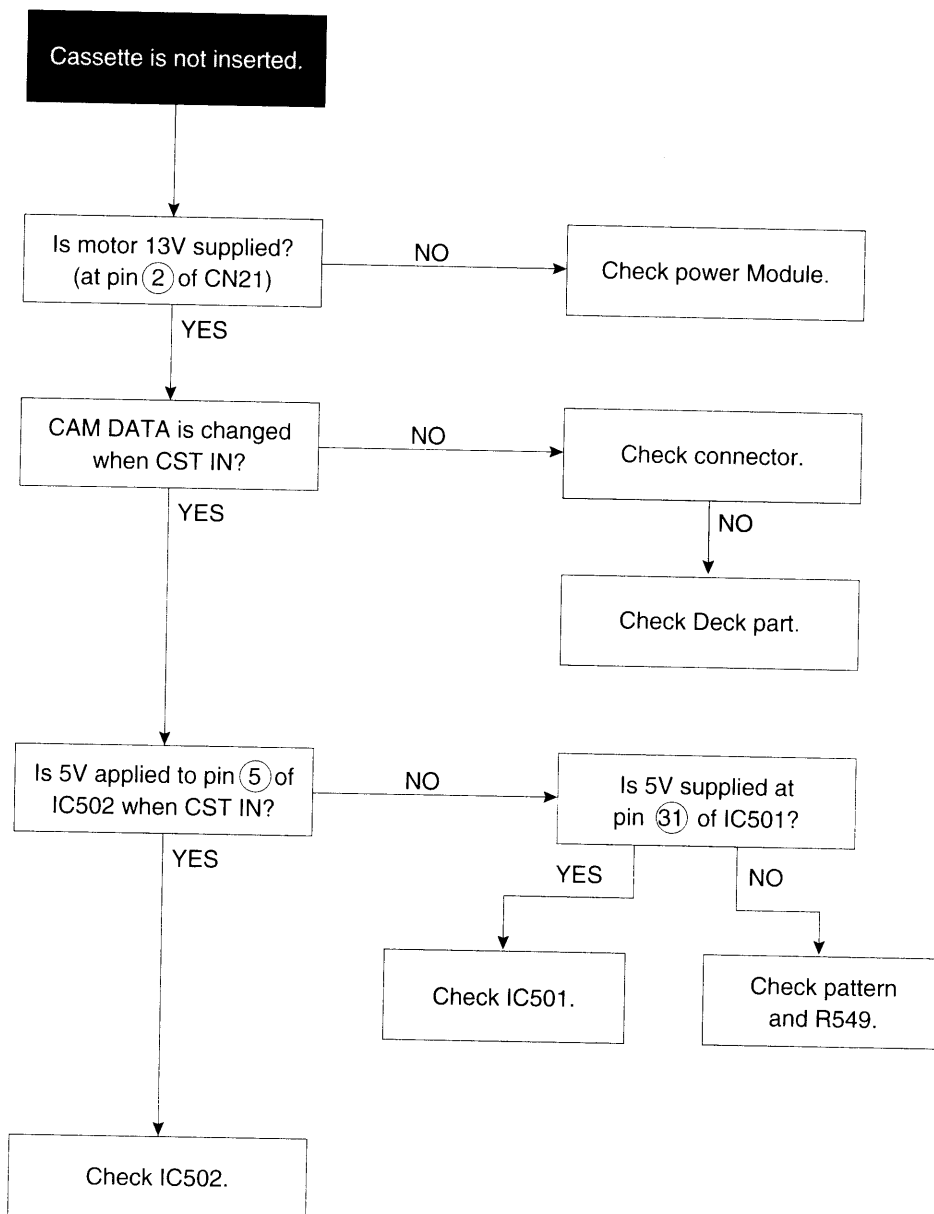 Cassette is not inserted.
Is motor 13V supplied?
(at pin 2 of CN21)
NO
Check power Module.
YES
CAM DATA is changed
when CST IN?
NO
Check connector.
YES
NO
Check Deck part.
Is 5V applied to pin 5 of
IC502 when CST IN?
NO
Is 5V supplied at
pin 31 of IC501?
YES
YES
NO
Check IC501.
Check pattern
and R549.
Check IC502.